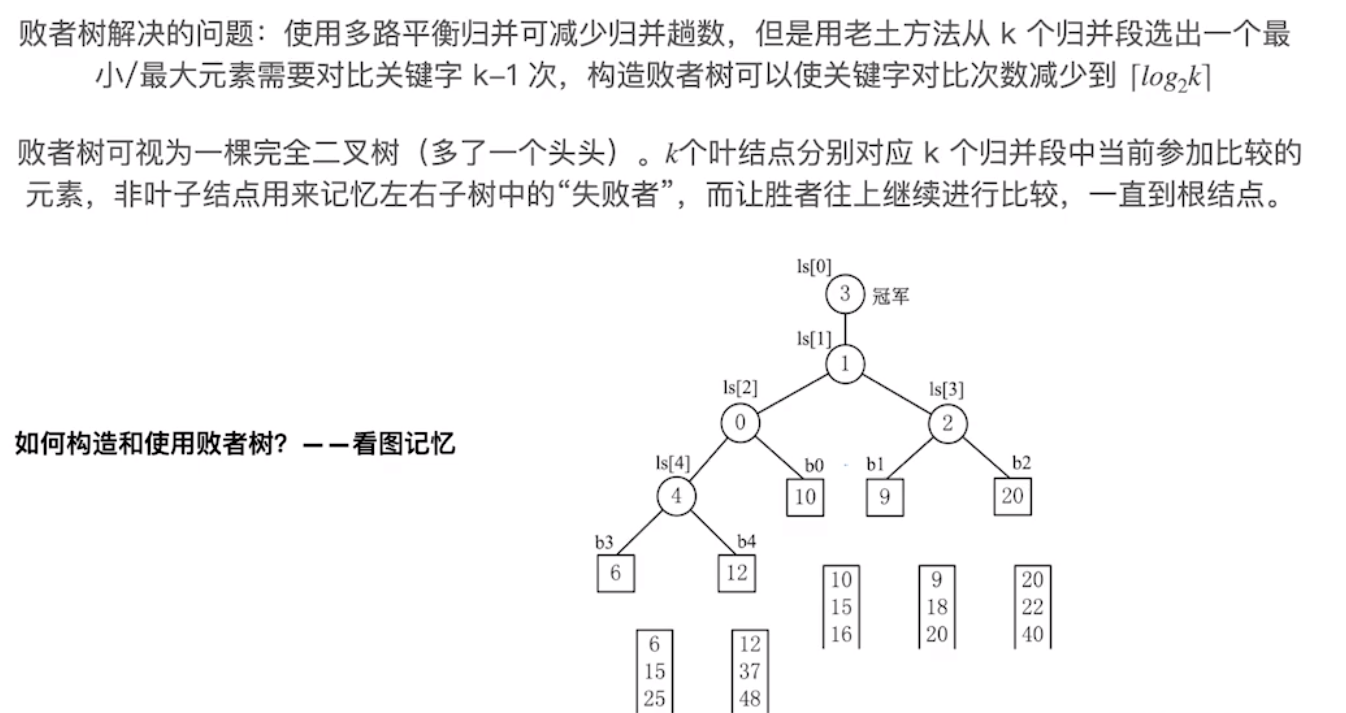 败者树解决的问题：使用多路平衡归并可减少归并趟数，但是用老土方法从 k 个归并段选出一个最
小/最大元素需要对比关键字 k–1 次，构造败者树可以使关键字对比次数减少到 ⌈log₂k⌉
败者树可视为一棵完全二叉树（多了一个头头）。k个叶结点分别对应 k 个归并段中当前参加比较的
元素，非叶子结点用来记忆左右子树中的“失败者”，而让胜者往上继续进行比较，一直到根结点。
ls[0]
3 冠军
ls[1]
1
ls[2] ls[3]
0 2
如何构造和使用败者树？——看图记忆
ls[4] b0 b1 b2
4 10 9 20
b3 b4
6 12
10 9 20
15 18 22
16 20 40
6 12
15 37
25 48